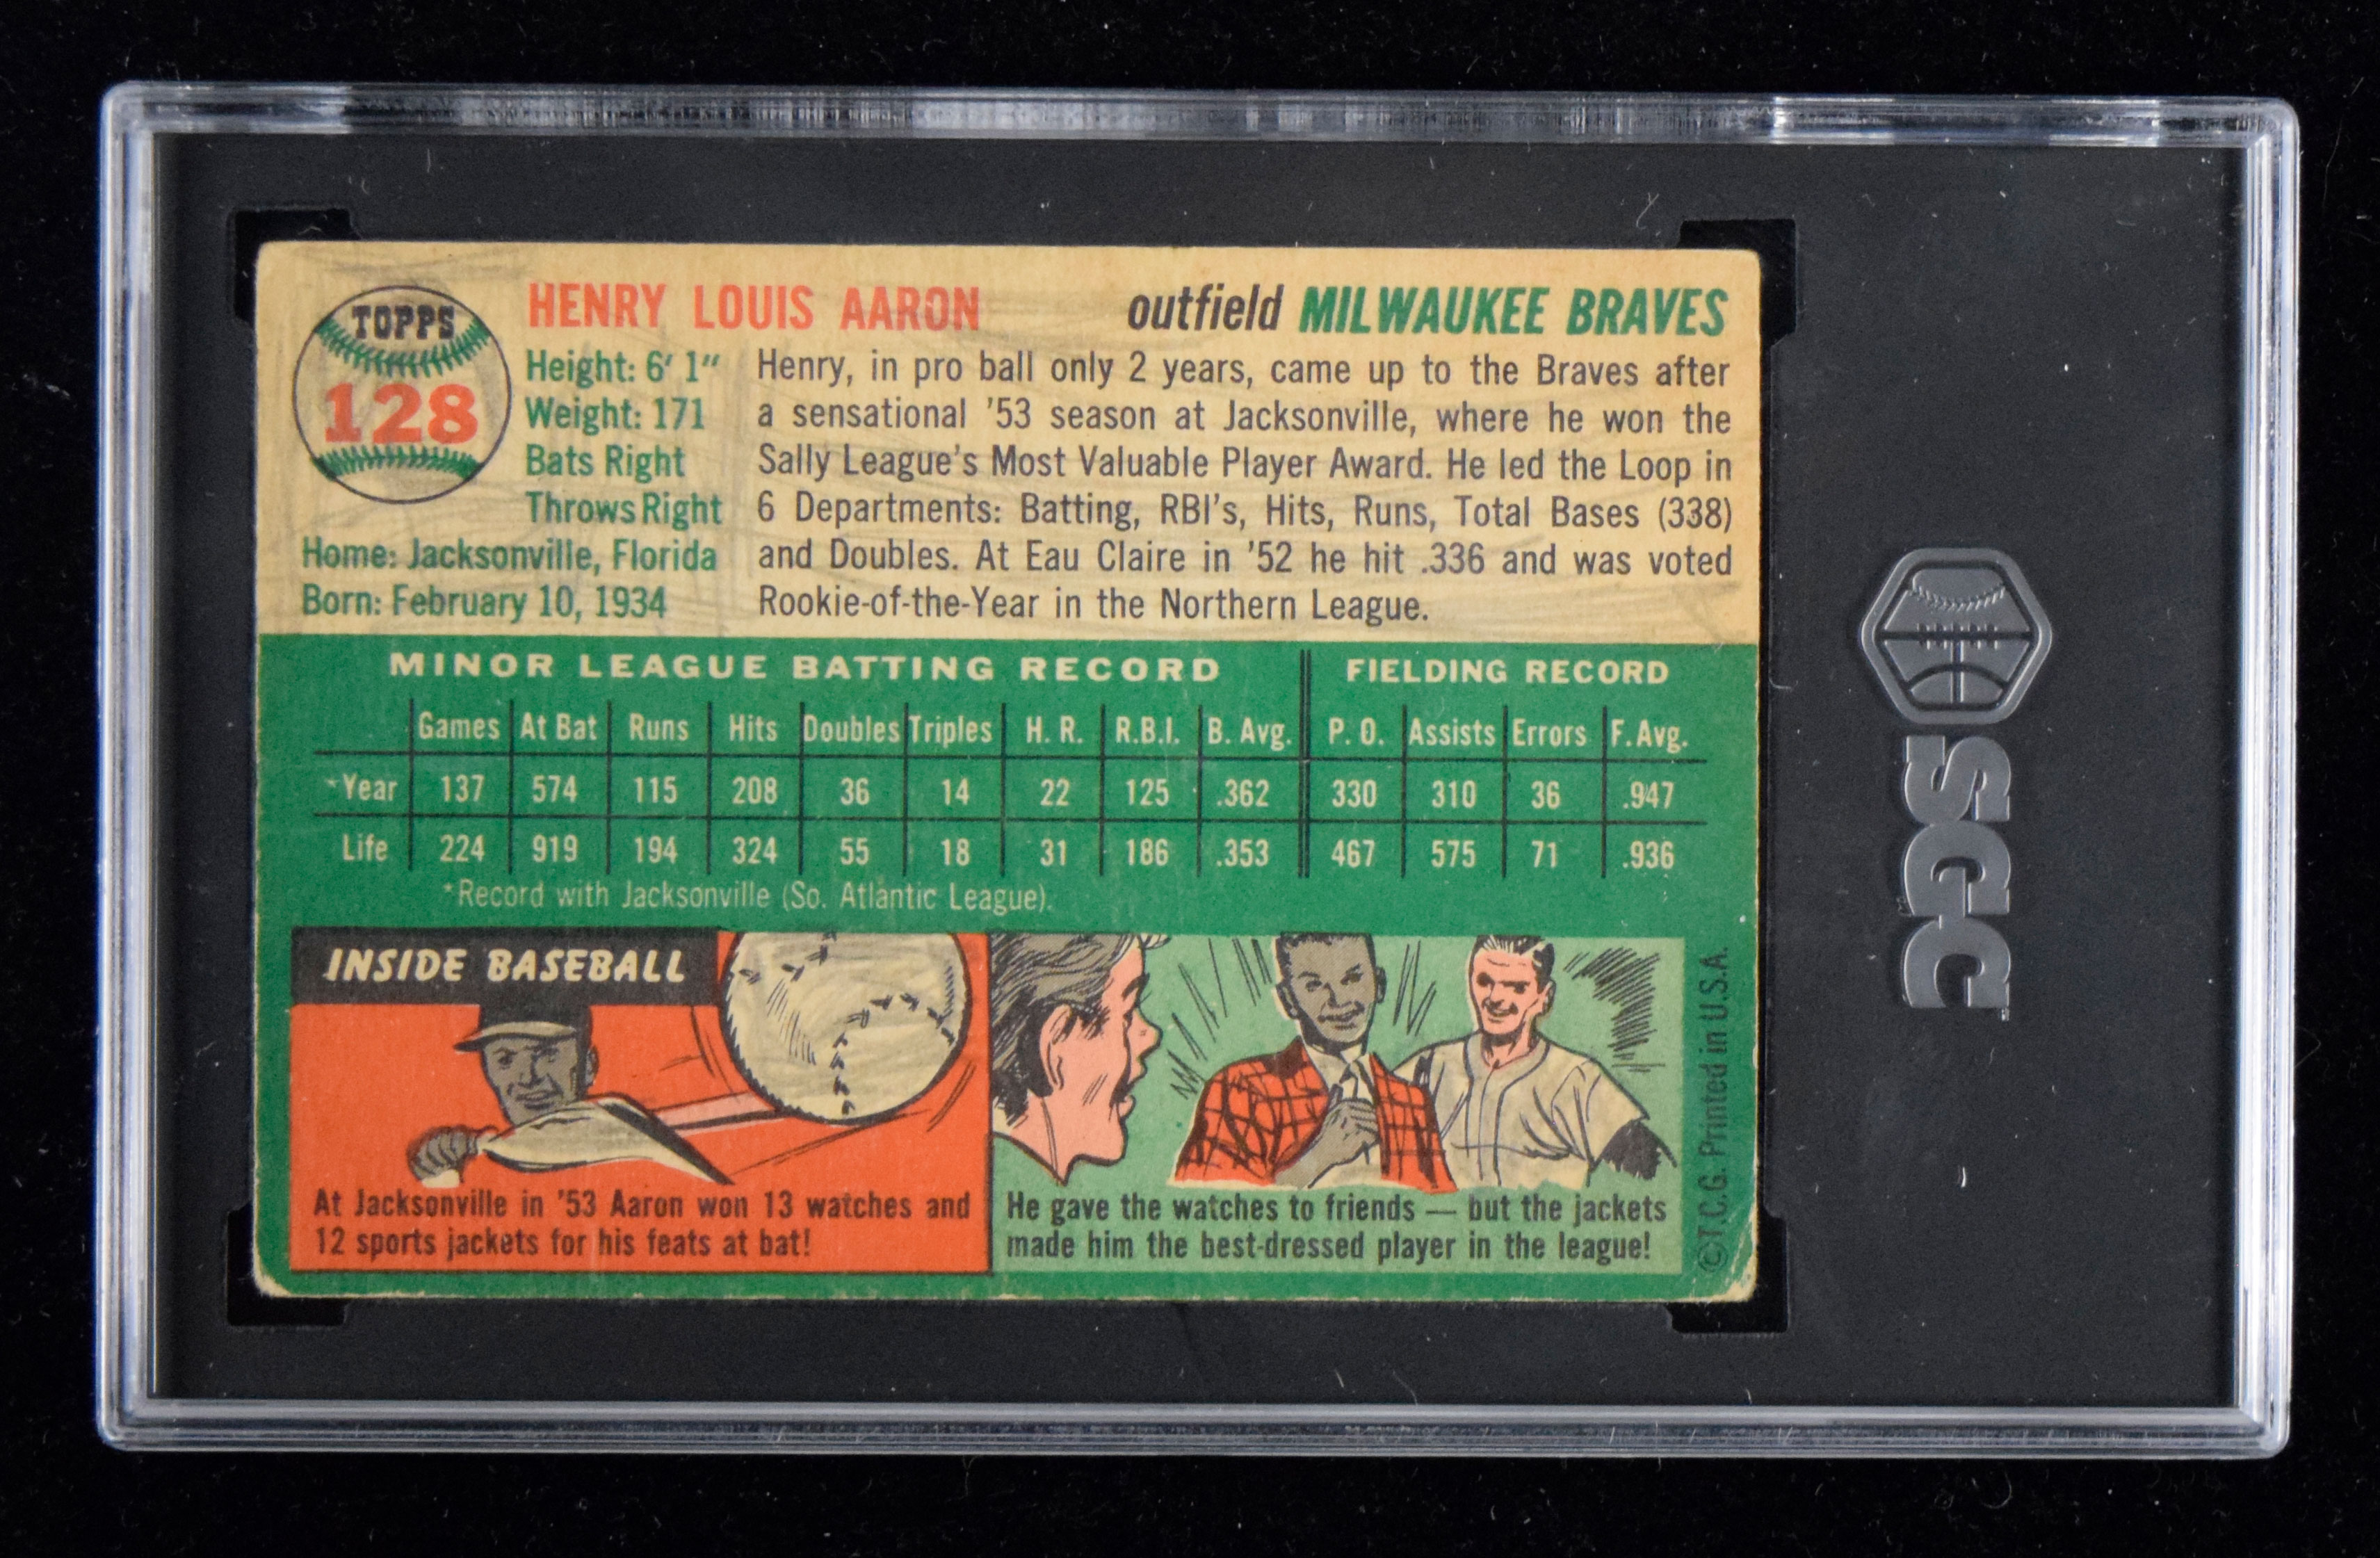 TOPPS
128
HENRY LOUIS AARON outfield MILWAUKEE BRAVES
Height: 6' 1"
Weight: 171
Bats Right
Throws Right
Home: Jacksonville, Florida
Born: February 10, 1934
Henry, in pro ball only 2 years, came up to the Braves after
a sensational '53 season at Jacksonville, where he won the
Sally League's Most Valuable Player Award. He led the Loop in
6 Departments: Batting, RBI's, Hits, Runs, Total Bases (338)
and Doubles. At Eau Claire in '52 he hit .336 and was voted
Rookie-of-the-Year in the Northern League.
MINOR LEAGUE BATTING RECORD FIELDING RECORD
Games At Bat Runs Hits Doubles Triples H. R. R.B.I. B. Avg. P. O. Assists Errors F. Avg.
*Year 137 574 115 208 36 14 22 125 .362 330 310 36 .947
Life 224 919 194 324 55 18 31 186 .353 467 575 71 .936
*Record with Jacksonville (So. Atlantic League).
INSIDE BASEBALL
At Jacksonville in '53 Aaron won 13 watches and
12 sports jackets for his feats at bat!
He gave the watches to friends — but the jackets
made him the best-dressed player in the league!
©T.C.G. Printed in U.S.A.
SGC